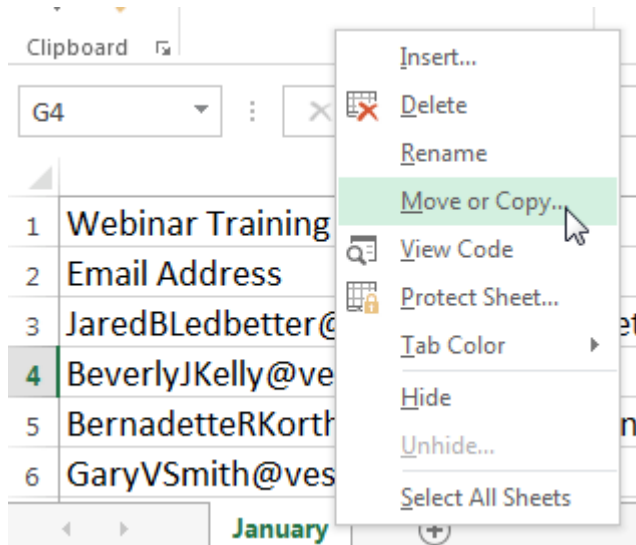 Clipboard
G4
Insert...
Delete
Rename
Move or Copy...
View Code
Protect Sheet...
Tab Color
Hide
Unhide...
Select All Sheets
1 Webinar Training
2 Email Address
3 JaredBLedbetter@
4 BeverlyJKelly@ve
5 BernadetteRKorth
6 GaryVSmith@ves
January